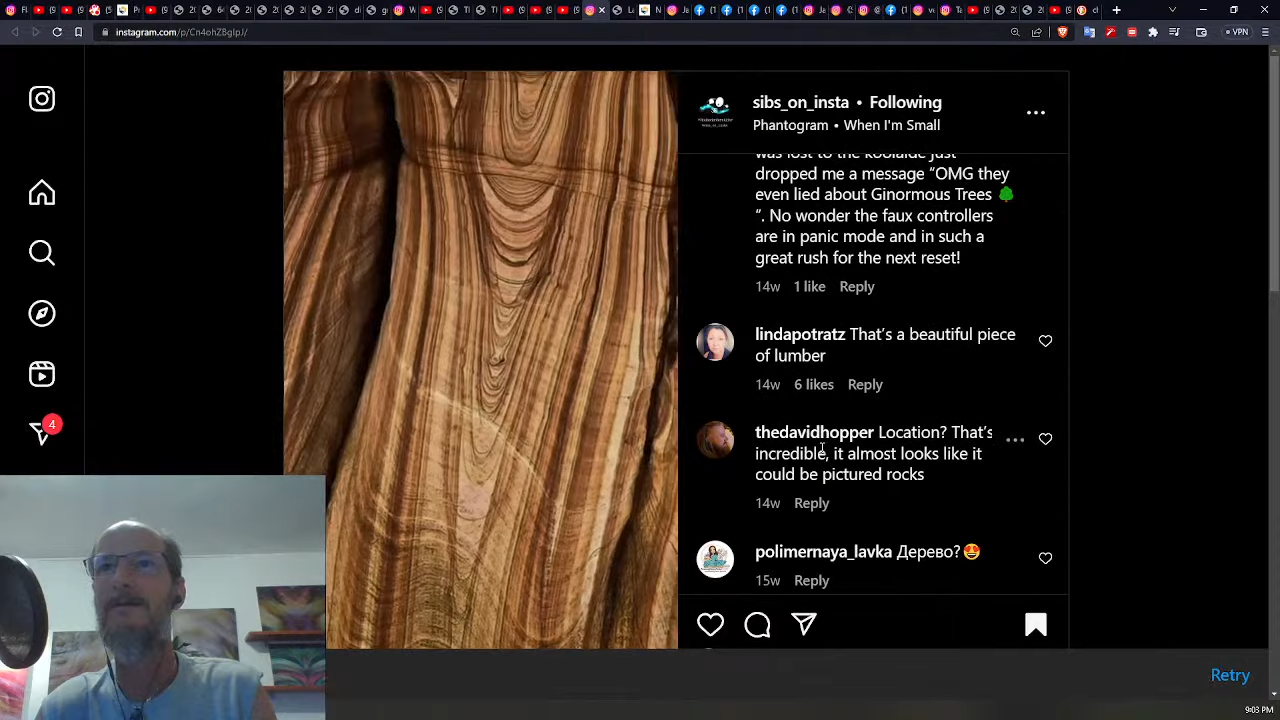 instagram.com/p/Cn4ohZBgIpJ/
VPN
sibs_on_insta • Following
Phantogram • When I'm Small
was lost to the koolaide just
dropped me a message “OMG they
even lied about Ginormous Trees 🌳
”. No wonder the faux controllers
are in panic mode and in such a
great rush for the next reset!
14w 1 like Reply
lindapotratz That's a beautiful piece
of lumber
14w 6 likes Reply
thedavidhopper Location? That's
incredible, it almost looks like it
could be pictured rocks
14w Reply
polimernaya_lavka Дерево?😍
15w Reply
4
Retry
9:03 PM